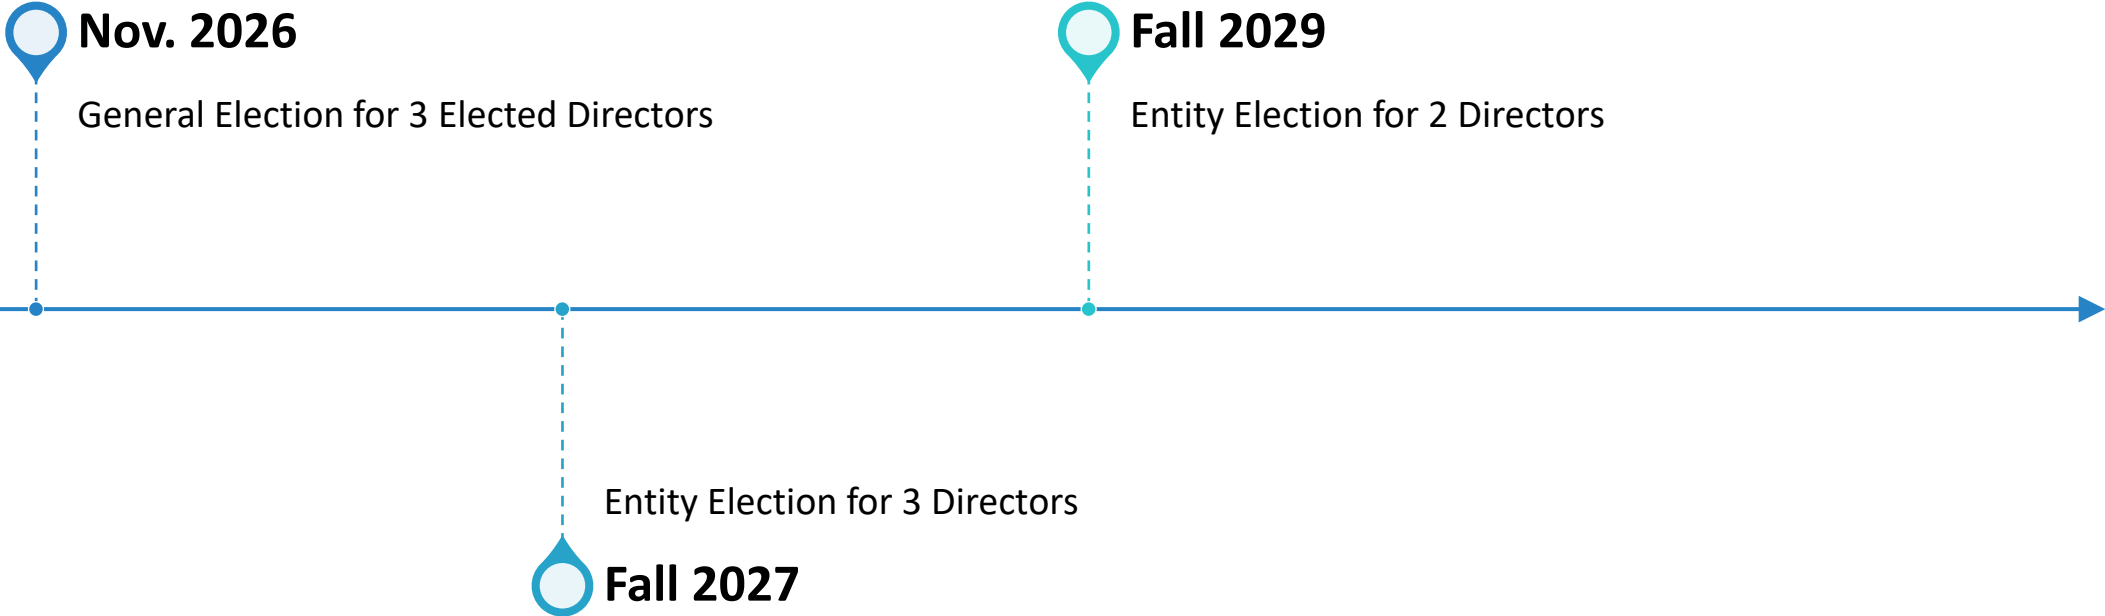 Nov. 2026
General Election for 3 Elected Directors
Entity Election for 3 Directors
Fall 2027
Fall 2029
Entity Election for 2 Directors